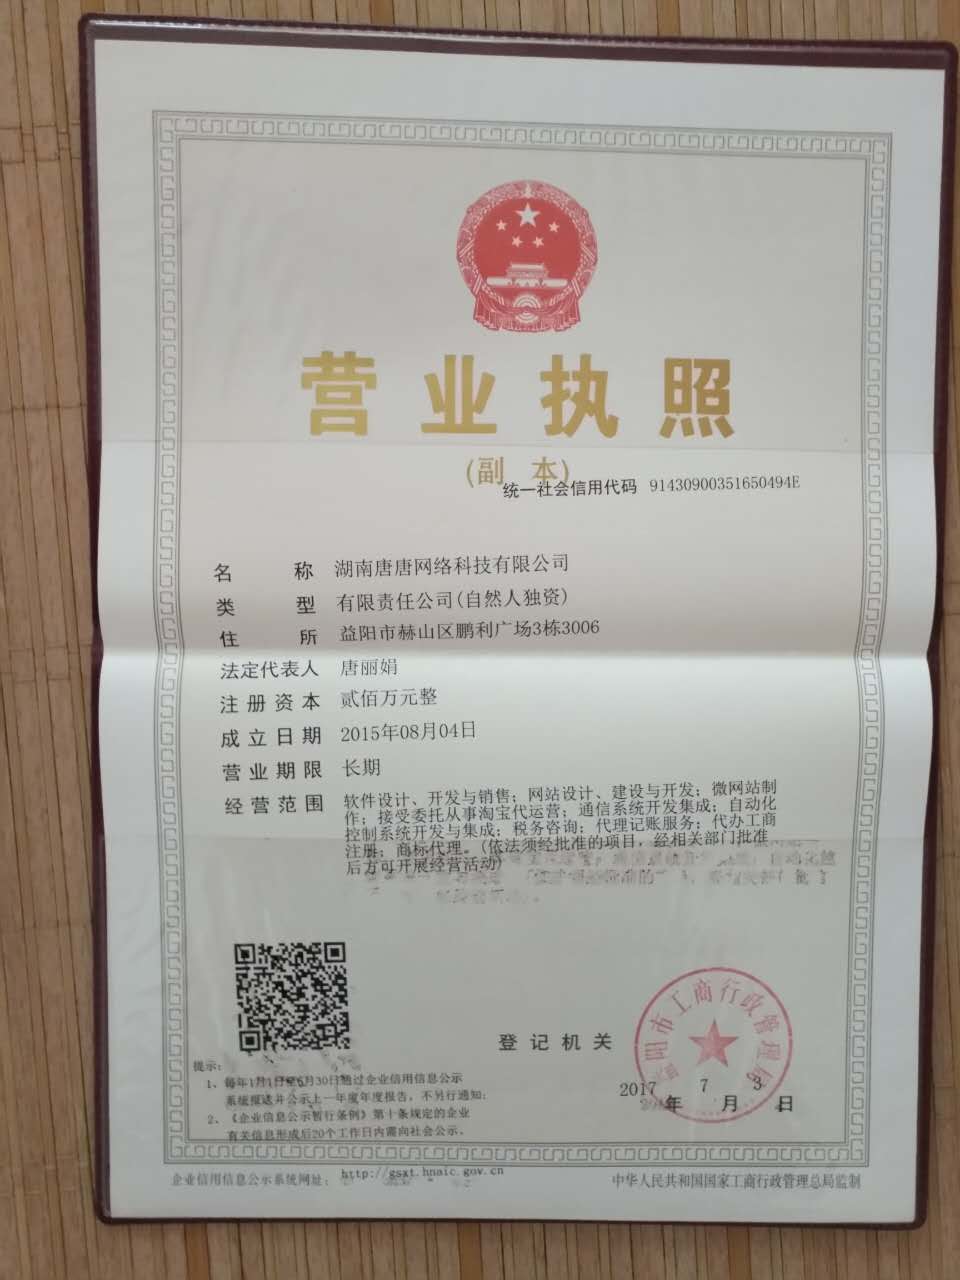 营业执照
(副 本)
统一社会信用代码 91430900351650494E
名 称 湖南唐唐网络科技有限公司
类 型 有限责任公司(自然人独资)
住 所 益阳市赫山区鹏利广场3栋3006
法定代表人 唐丽娟
注册资本 贰佰万元整
成立日期 2015年08月04日
营业期限 长期
经营范围 软件设计、开发与销售;网站设计、建设与开发;微网站制
作;接受委托从事淘宝代运营;通信系统开发集成;自动化
控制系统开发与集成;税务咨询;代理记账服务;代办工商
注册;商标代理。(依法须经批准的项目,经相关部门批准
后方可开展经营活动)
登记机关
益阳市工商行政管理局
2017年 7月 3日
提示:
1、每年1月1日至6月30日通过企业信用信息公示
系统报送并公示上一年度年度报告,不另行通知;
2、《企业信息公示暂行条例》第十条规定的企业
有关信息形成后20个工作日内需向社会公示。
企业信用信息公示系统网址: http://gsxt.hnaic.gov.cn
中华人民共和国国家工商行政管理总局监制